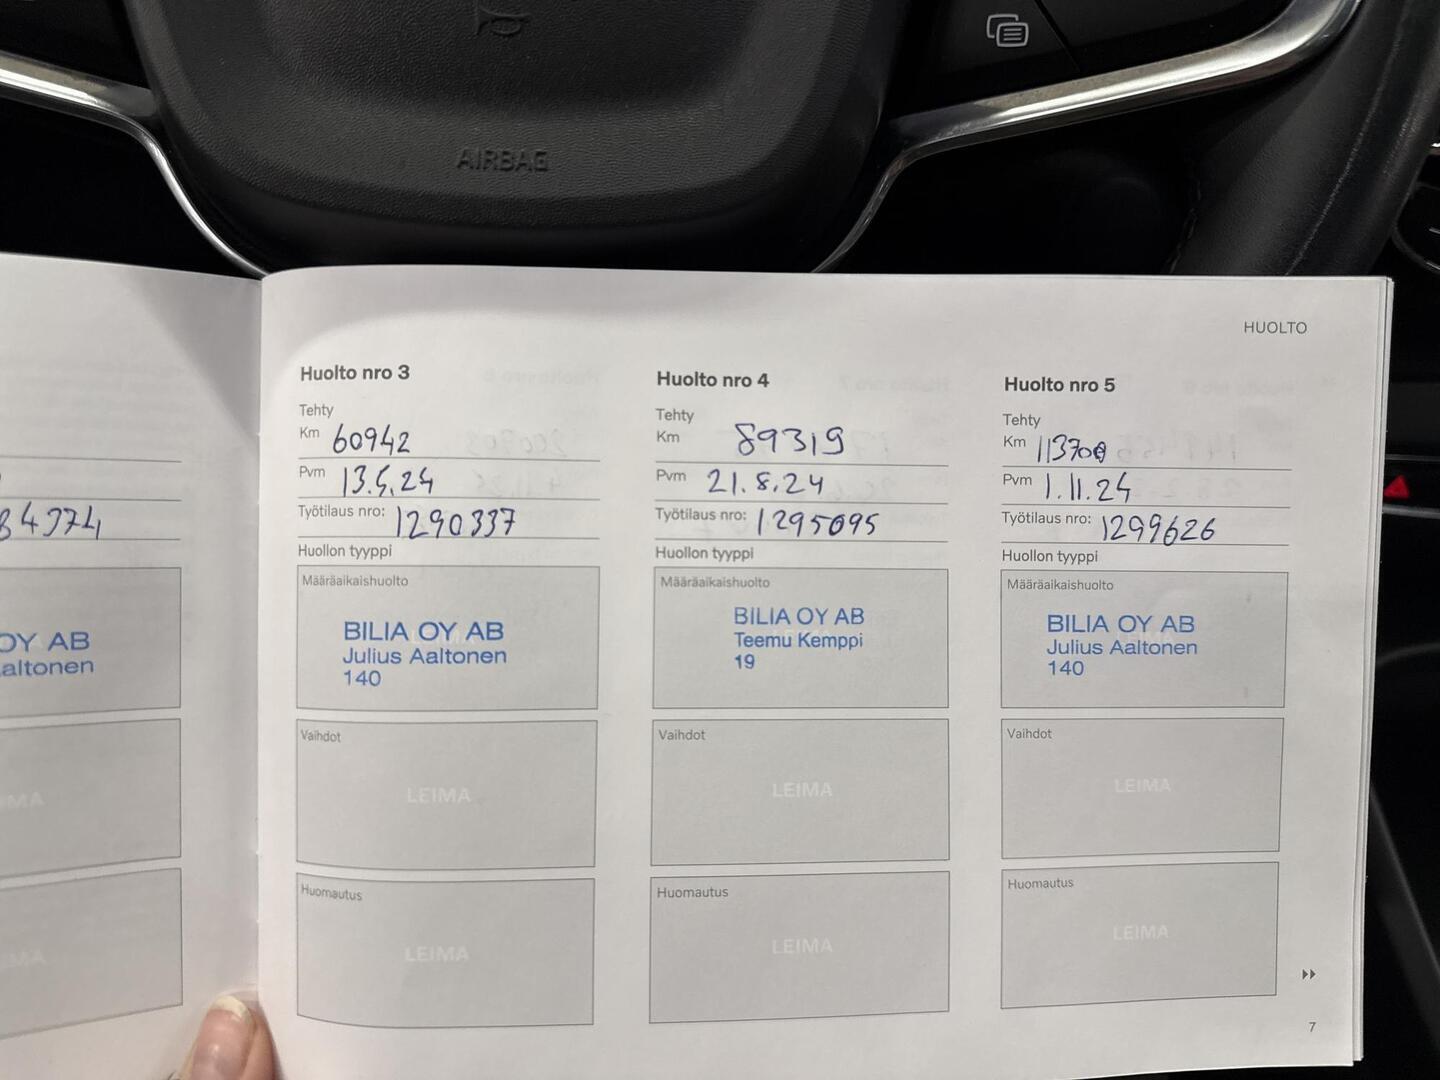 AIRBAG
HUOLTO
84974
OY AB
aaltonen
Huolto nro 3
Tehty
Km 60942
Pvm 13.5.24
Työtilaus nro: 1290337
Huollon tyyppi
Määräaikaishuolto
BILIA OY AB
Julius Aaltonen
140
Vaihdot
LEIMA
Huomautus
LEIMA
Huolto nro 4
Tehty
Km 89319
Pvm 21.8.24
Työtilaus nro: 1295095
Huollon tyyppi
Määräaikaishuolto
BILIA OY AB
Teemu Kemppi
19
Vaihdot
LEIMA
Huomautus
LEIMA
Huolto nro 5
Tehty
Km 113700
Pvm 1.11.24
Työtilaus nro: 1299626
Huollon tyyppi
Määräaikaishuolto
BILIA OY AB
Julius Aaltonen
140
Vaihdot
LEIMA
Huomautus
LEIMA
7